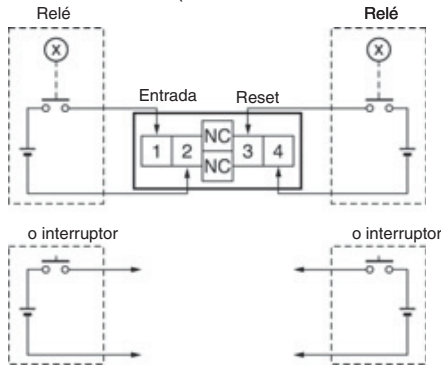 Relé Relé
X X
Entrada Reset
NC
1 2 3 4
NC
o interruptor o interruptor